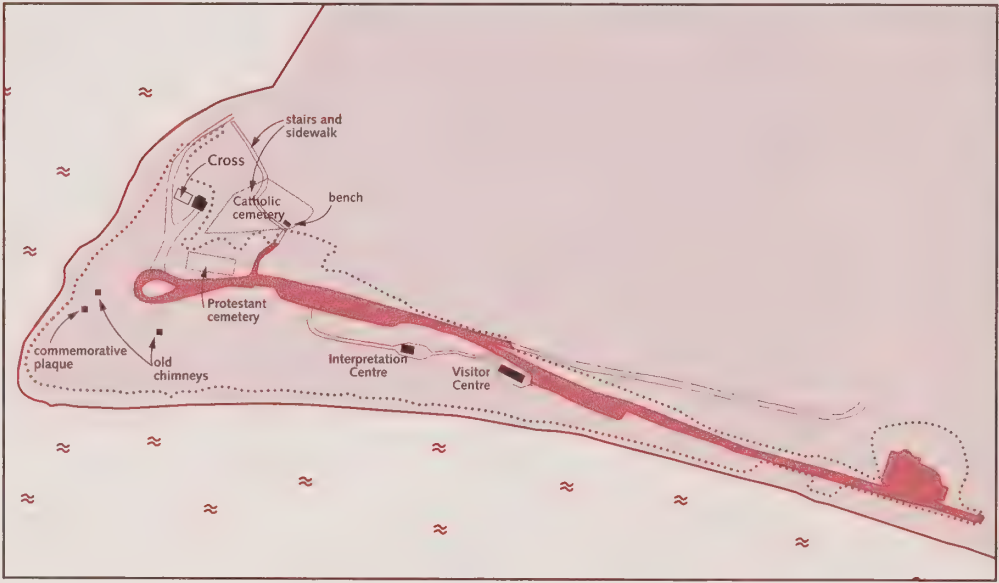 stairs and
sidewalk
Cross
Catholic
cemetery
bench
Protestant
cemetery
commemorative
plaque
old
chimneys
Interpretation
Centre
Visitor
Centre